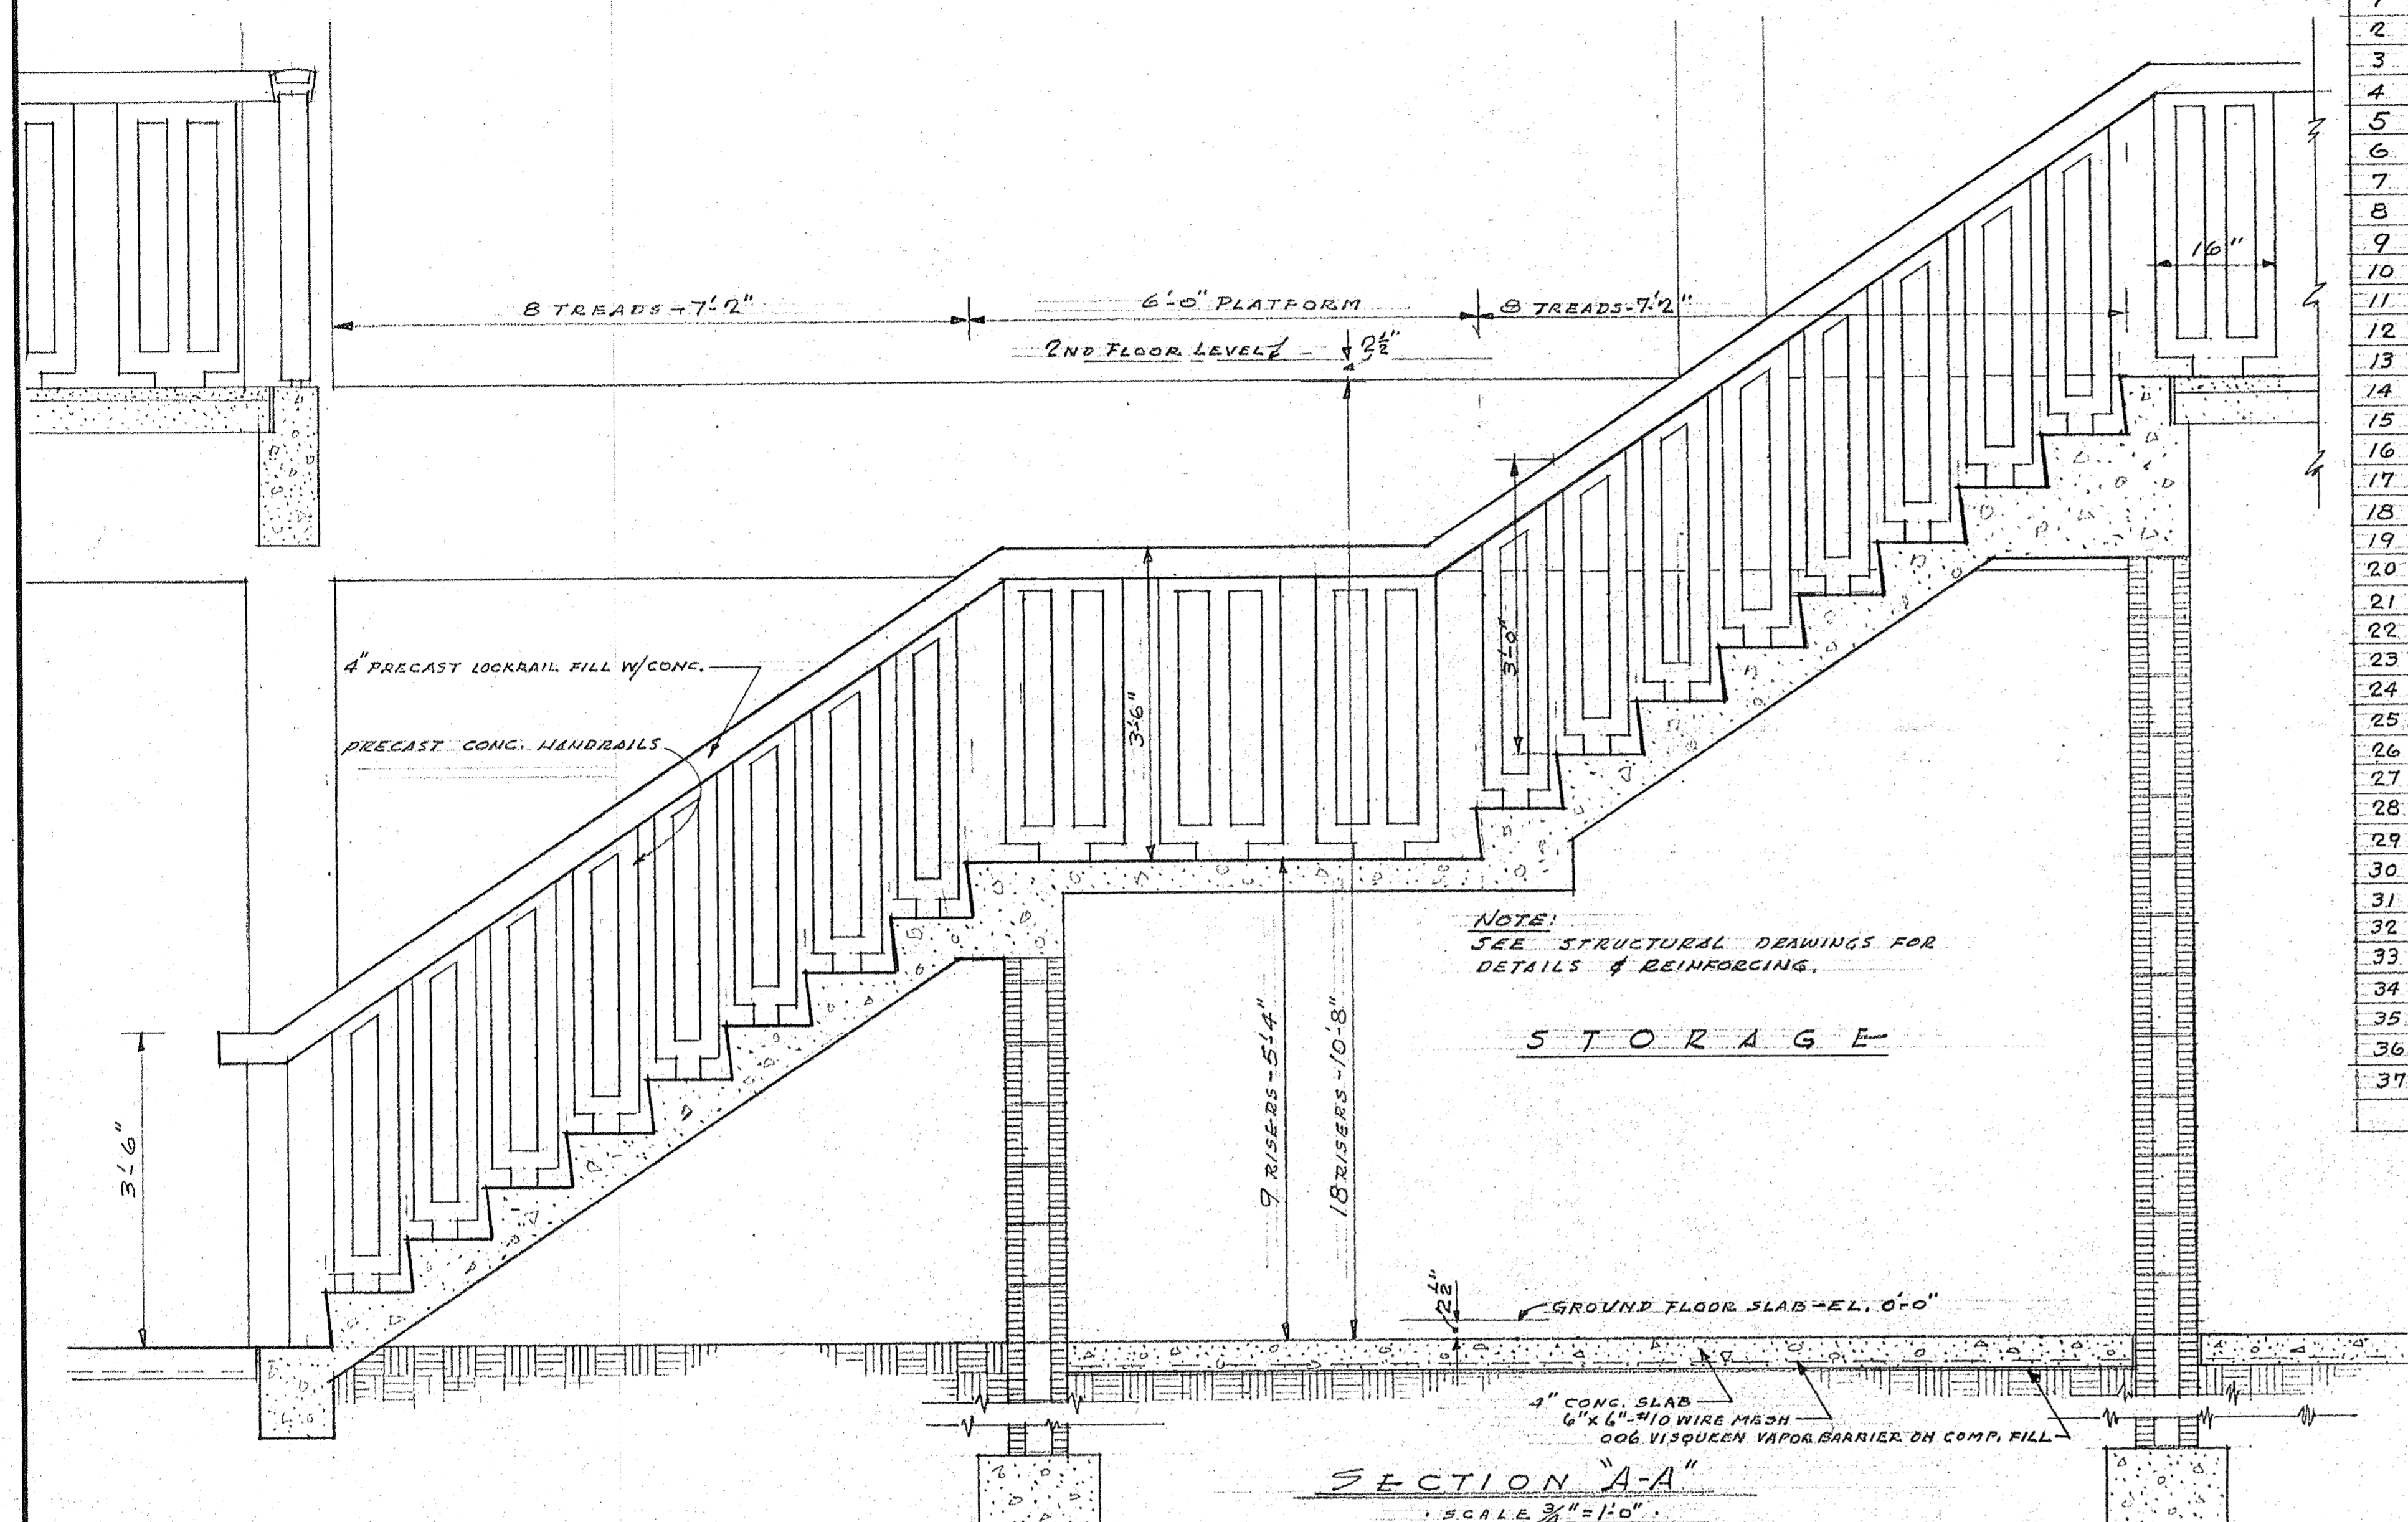 8 TREADS-7'-2"
6'-0" PLATFORM
8 TREADS-7'-2"
2ND FLOOR LEVEL
2½"
16"
4" PRECAST LOCKRAIL FILL W/CONC.
PRECAST CONC. HANDRAILS
3'-6"
3'-0"
3'-6"
9 RISERS-5'-4"
18 RISERS-10'-8"
NOTE:
SEE STRUCTURAL DRAWINGS FOR
DETAILS & REINFORCING.
STORAGE
2½"
GROUND FLOOR SLAB-EL. 0'-0"
4" CONC. SLAB
6"x6"-#10 WIRE MESH
006 VISQUEEN VAPOR BARRIER ON COMP. FILL
SECTION "A-A"
SCALE ¾"=1'-0"
2
3
4
5
6
7
8
9
10
11
12
13
14
15
16
17
18
19
20
21
22
23
24
25
26
27
28
29
30
31
32
33
34
35
36
37